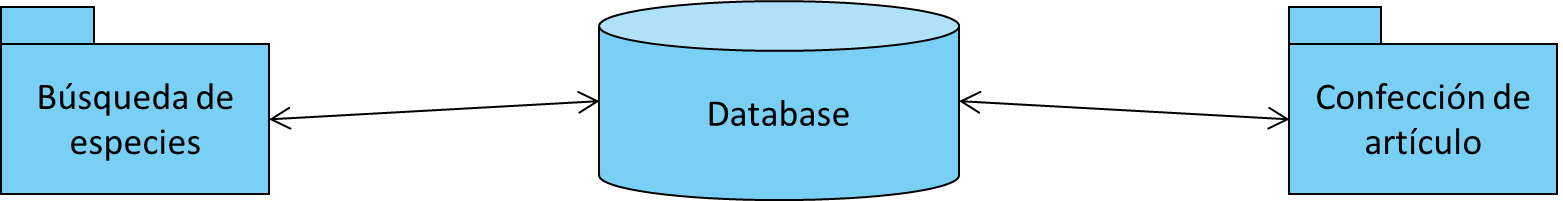 Búsqueda de
especies
Database
Confección de
artículo